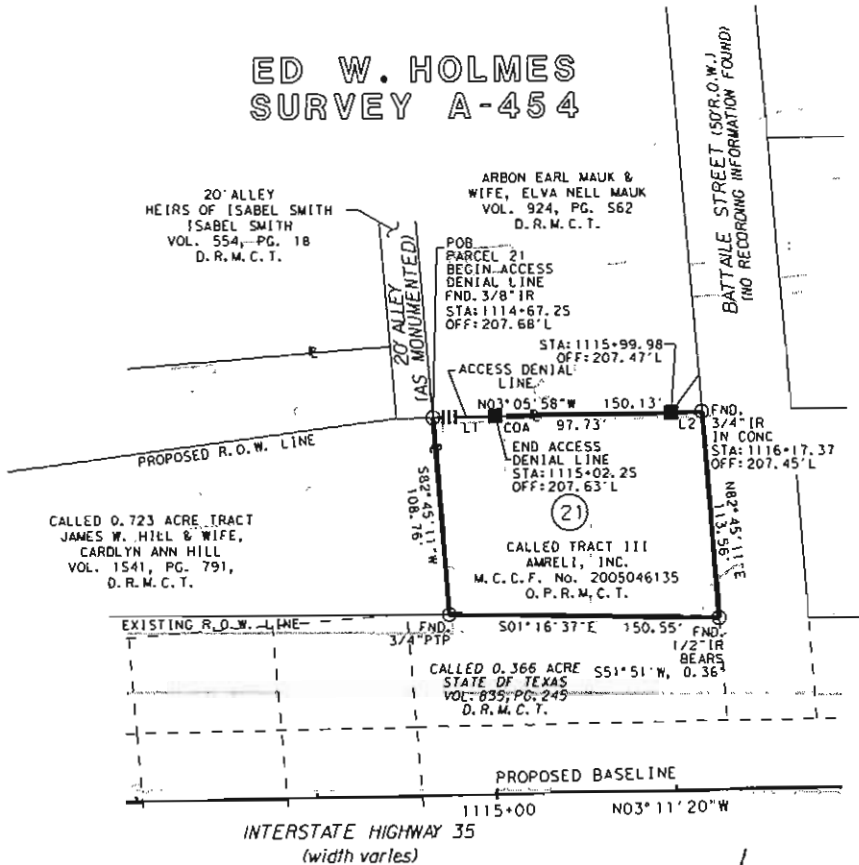 ED W. HOLMES
SURVEY A-454
20' ALLEY
HEIRS OF ISABEL SMITH
ISABEL SMITH
VOL. 554, PG. 18
D.R.M.C.T.
ARBON EARL MAUK &
WIFE, ELVA NELL MAUK
VOL. 924, PG. 562
D.R.M.C.T.
BATTAILE STREET (50'R.O.W.)
(NO RECORDING INFORMATION FOUND)
20' ALLEY
(AS MONUMENTED)
POB
PARCEL 21
BEGIN ACCESS
DENIAL LINE
FND. 3/8" IR
STA: 1114+67.25
OFF: 207.68'L
STA: 1115+99.98
OFF: 207.47'L
ACCESS DENIAL
LINE
N03°05'58"W 150.13'
L1 COA 97.73' L2
FND.
3/4" IR
IN CONC
STA: 1116+17.37
OFF: 207.45'L
END ACCESS
DENIAL LINE
STA: 1115+02.25
OFF: 207.63'L
PROPOSED R.O.W. LINE
S82°45'11"W
108.76'
N82°45'11"E
113.56'
21
CALLED TRACT III
AMRELI, INC.
M.C.C.F. No. 2005046135
O.P.R.M.C.T.
CALLED 0.723 ACRE TRACT
JAMES W. HILL & WIFE,
CAROLYN ANN HILL
VOL. 1541, PG. 791,
D.R.M.C.T.
EXISTING R.O.W. LINE
FND.
3/4"PTP
S01°16'37"E 150.55'
FND.
1/2" IR
BEARS
S51°51'W, 0.36'
CALLED 0.366 ACRE
STATE OF TEXAS
VOL. 835, PG. 245
D.R.M.C.T.
PROPOSED BASELINE
1115+00
N03°11'20"W
INTERSTATE HIGHWAY 35
(width varies)